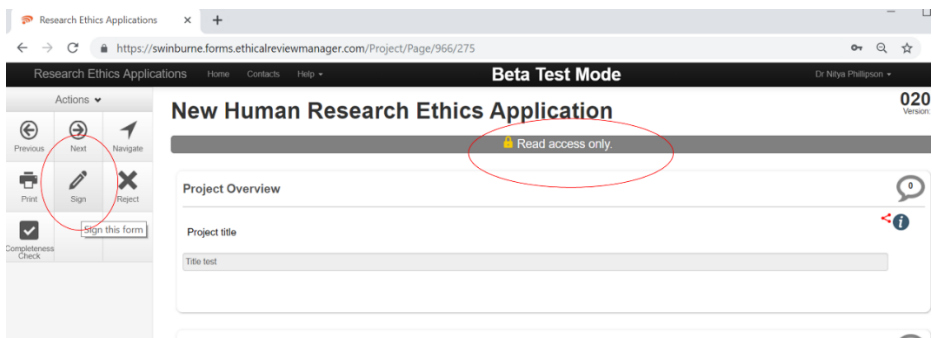 Research Ethics Applications
https://swinburne.forms.ethicalreviewmanager.com/Project/Page/966/275
Research Ethics Applications Home Contacts Help Beta Test Mode Dr Nitya Phillipson
Actions
Previous Next Navigate
Print Sign Reject
Sign this form
Completeness Check
New Human Research Ethics Application
020
Version:
Read access only.
Project Overview
0
Project title
Title test